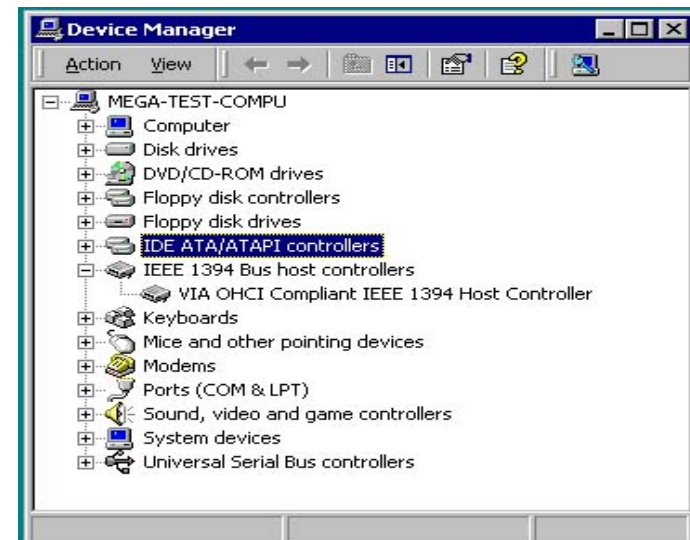 Device Manager
Action View
MEGA-TEST-COMPU
Computer
Disk drives
DVD/CD-ROM drives
Floppy disk controllers
Floppy disk drives
IDE ATA/ATAPI controllers
IEEE 1394 Bus host controllers
VIA OHCI Compliant IEEE 1394 Host Controller
Keyboards
Mice and other pointing devices
Modems
Ports (COM & LPT)
Sound, video and game controllers
System devices
Universal Serial Bus controllers